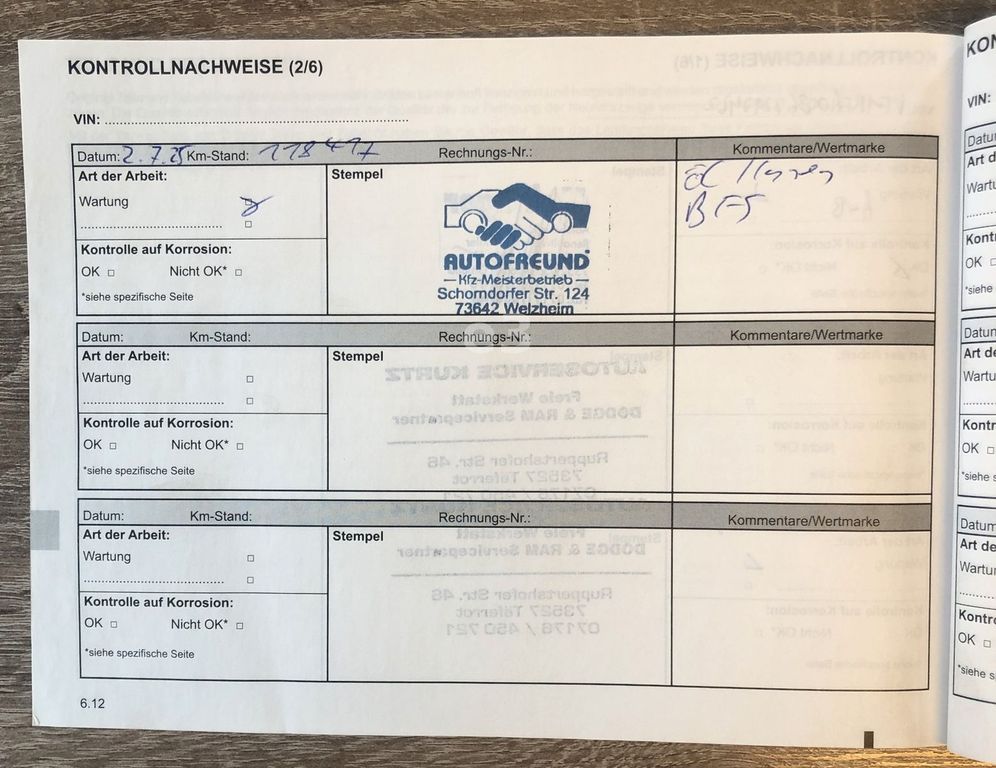 KONTROLLNACHWEISE (2/6)
VIN:
Datum: 2.7.25 Km-Stand: 118417 Rechnungs-Nr.: Kommentare/Wertmarke
Art der Arbeit: Stempel
Wartung
Kontrolle auf Korrosion:
OK Nicht OK*
*siehe spezifische Seite
AUTOFREUND
Kfz-Meisterbetrieb
Schorndorfer Str. 124
73642 Welzheim
Datum: Km-Stand: Rechnungs-Nr.: Kommentare/Wertmarke
Art der Arbeit: Stempel
Wartung
Kontrolle auf Korrosion:
OK Nicht OK*
*siehe spezifische Seite
Datum: Km-Stand: Rechnungs-Nr.: Kommentare/Wertmarke
Art der Arbeit: Stempel
Wartung
Kontrolle auf Korrosion:
OK Nicht OK*
*siehe spezifische Seite
6.12
VIN: